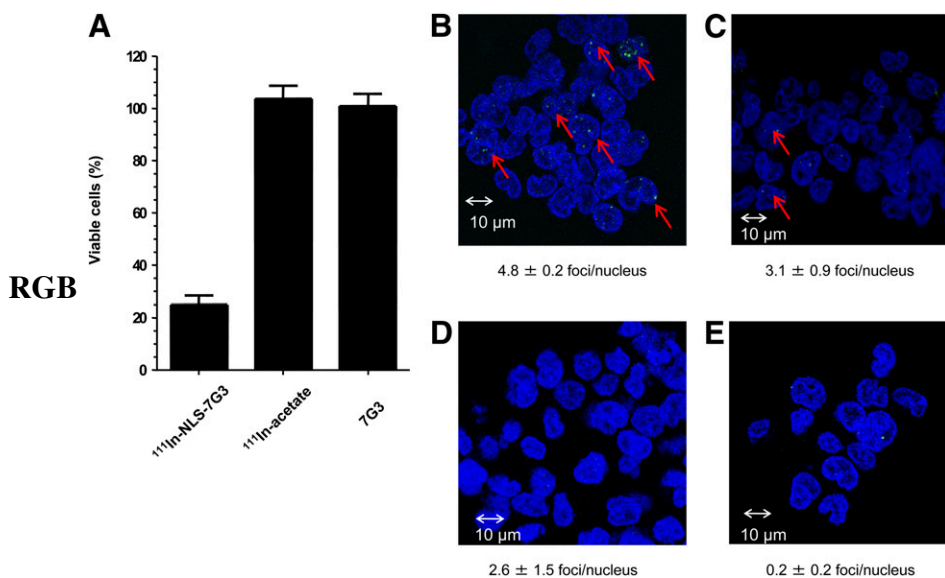 A
120
100
80
60
40
20
0
Viable cells (%)
¹¹¹In-NLS-7G3
¹¹¹In-acetate
7G3
RGB
B
10 µm
4.8 ± 0.2 foci/nucleus
C
10 µm
3.1 ± 0.9 foci/nucleus
D
10 µm
2.6 ± 1.5 foci/nucleus
E
10 µm
0.2 ± 0.2 foci/nucleus